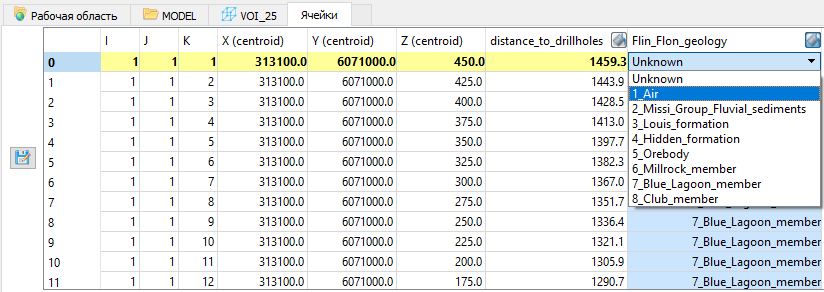 Рабочая область MODEL VOI_25 Ячейки
I J K X (centroid) Y (centroid) Z (centroid) distance_to_drillholes Flin_Flon_geology
0 1 1 1 313100.0 6071000.0 450.0 1459.3 Unknown
1 1 1 2 313100.0 6071000.0 425.0 1443.9 Unknown
2 1 1 3 313100.0 6071000.0 400.0 1428.5 1_Air
3 1 1 4 313100.0 6071000.0 375.0 1413.0 2_Missi_Group_Fluvial_sediments
4 1 1 5 313100.0 6071000.0 350.0 1397.7 3_Louis_formation
5 1 1 6 313100.0 6071000.0 325.0 1382.3 4_Hidden_formation
5_Orebody
6 1 1 7 313100.0 6071000.0 300.0 1367.0 6_Millrock_member
7_Blue_Lagoon_member
7 1 1 8 313100.0 6071000.0 275.0 1351.7 8_Club_member
8 1 1 9 313100.0 6071000.0 250.0 1336.4 7_Blue_Lagoon_member
9 1 1 10 313100.0 6071000.0 225.0 1321.1 7_Blue_Lagoon_member
10 1 1 11 313100.0 6071000.0 200.0 1305.9 7_Blue_Lagoon_member
11 1 1 12 313100.0 6071000.0 175.0 1290.7 7_Blue_Lagoon_member